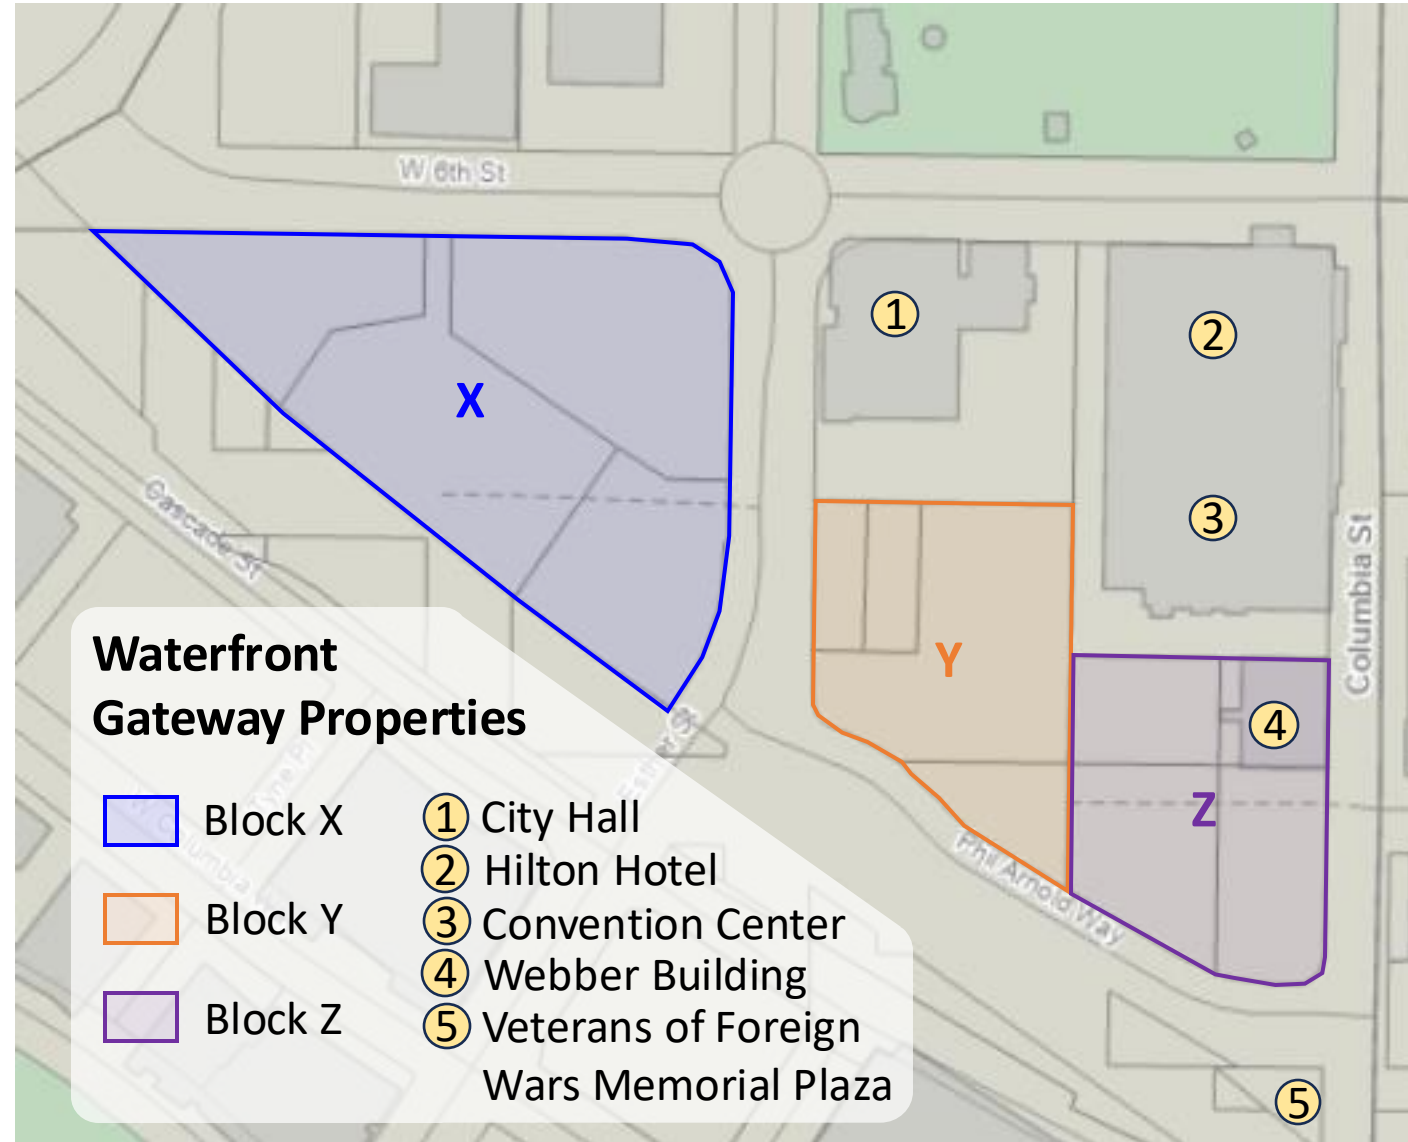 W 6th St
1
2
X
3
Cascade St
Columbia St
Waterfront
Gateway Properties
Y
4
Z
Block X
1 City Hall
2 Hilton Hotel
Phil Arnold Way
Block Y
3 Convention Center
4 Webber Building
Block Z
5 Veterans of Foreign
Wars Memorial Plaza
5